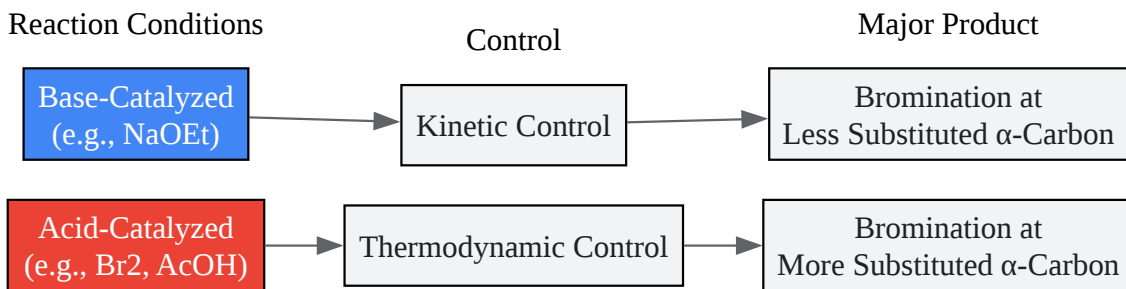 Reaction Conditions
Control
Major Product
Base-Catalyzed
(e.g., NaOEt)
Kinetic Control
Bromination at
Less Substituted α-Carbon
Acid-Catalyzed
(e.g., Br2, AcOH)
Thermodynamic Control
Bromination at
More Substituted α-Carbon